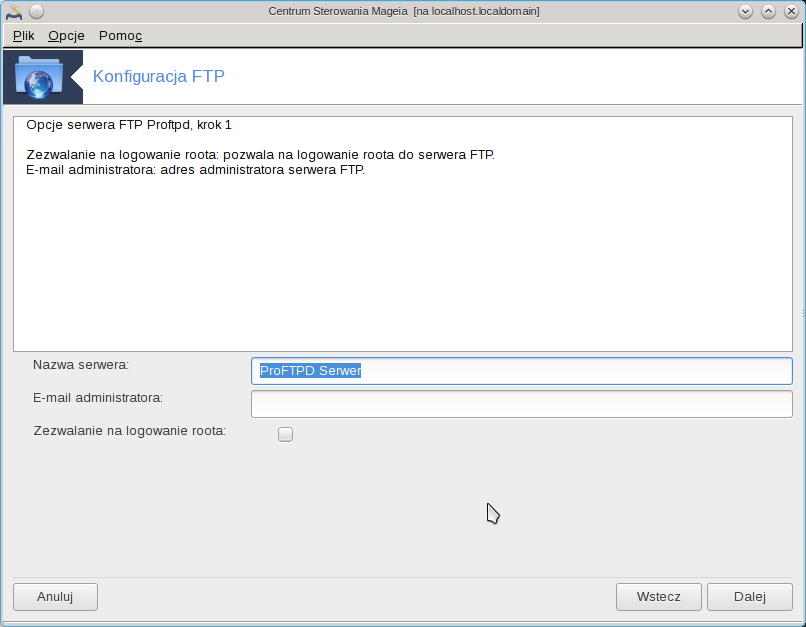 Centrum Sterowania Mageia [na localhost.localdomain]
Plik Opcje Pomoc
Konfiguracja FTP
Opcje serwera FTP Proftpd, krok 1
Zezwalanie na logowanie roota: pozwala na logowanie roota do serwera FTP.
E-mail administratora: adres administratora serwera FTP.
Nazwa serwera: ProFTPD Serwer
E-mail administratora:
Zezwalanie na logowanie roota:
Anuluj Wstecz Dalej